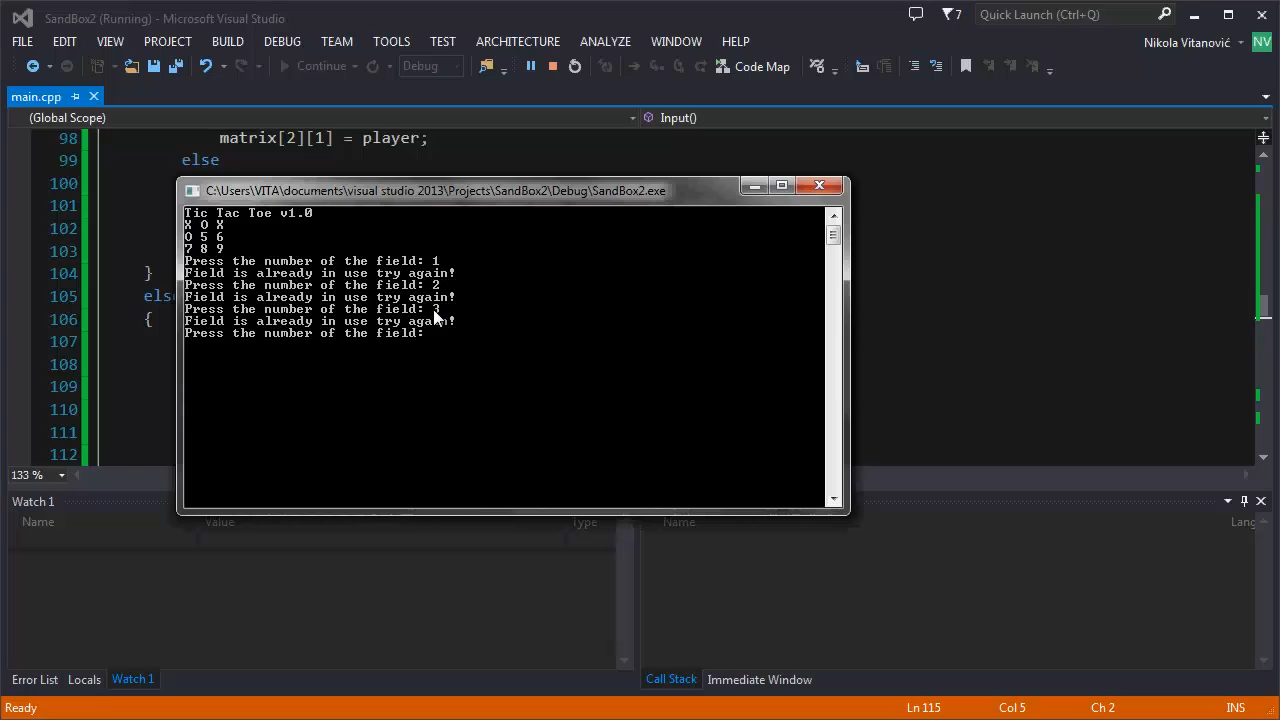 SandBox2 (Running) - Microsoft Visual Studio
7
Quick Launch (Ctrl+Q)
FILE EDIT VIEW PROJECT BUILD DEBUG TEAM TOOLS TEST ARCHITECTURE ANALYZE WINDOW HELP
Nikola Vitanović NV
Continue Debug Code Map
main.cpp
(Global Scope) Input()
98 matrix[2][1] = player;
99 else
100
101
102
103
104 }
105 els
106 {
107
108
109
110
111
112
C:\Users\VITA\documents\visual studio 2013\Projects\SandBox2\Debug\SandBox2.exe
Tic Tac Toe v1.0
X O X
O 5 6
7 8 9
Press the number of the field: 1
Field is already in use try again!
Press the number of the field: 2
Field is already in use try again!
Press the number of the field: 3
Field is already in use try again!
Press the number of the field:
133 %
Watch 1
Name Value Type
Name Lang
Error List Locals Watch 1
Call Stack Immediate Window
Ready Ln 115 Col 5 Ch 2 INS